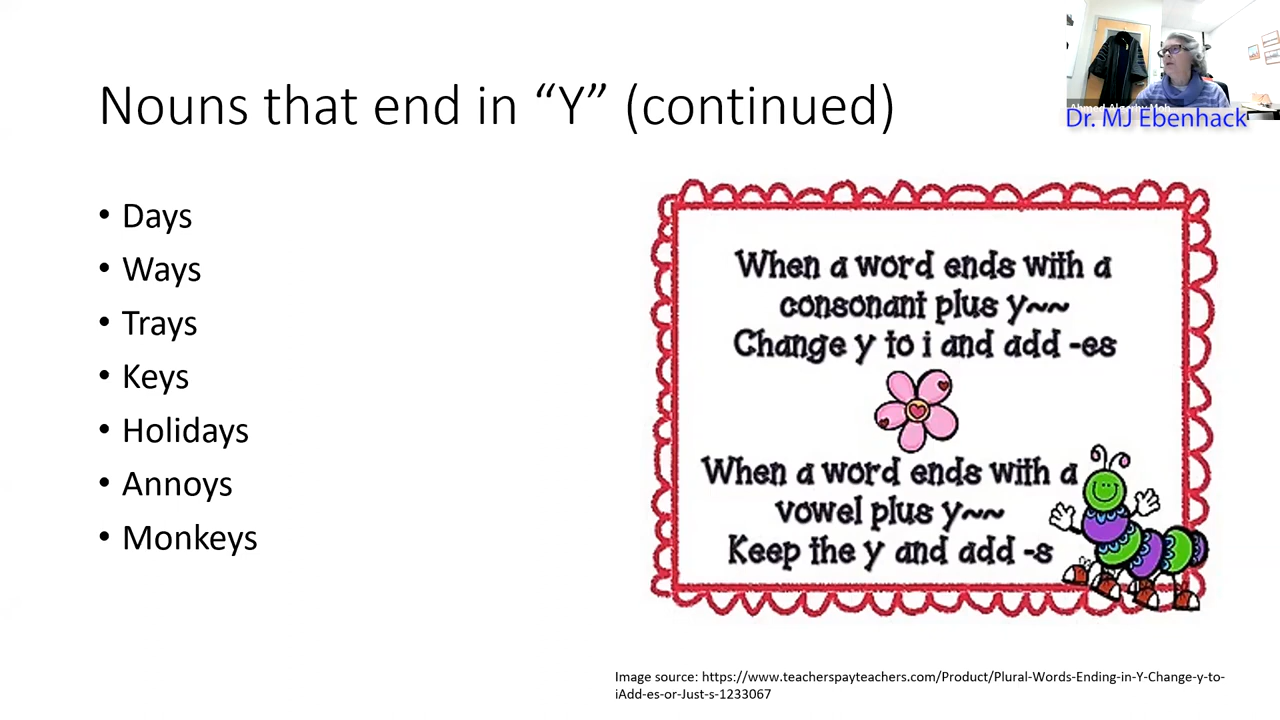 Nouns that end in “Y” (continued)
Dr. MJ Ebenhack
• Days
• Ways
• Trays
• Keys
• Holidays
• Annoys
• Monkeys
When a word ends with a
consonant plus y~~
Change y to i and add -es
When a word ends with a
vowel plus y~~
Keep the y and add -s
Image source: https://www.teacherspayteachers.com/Product/Plural-Words-Ending-in-Y-Change-y-to-
iAdd-es-or-Just-s-1233067